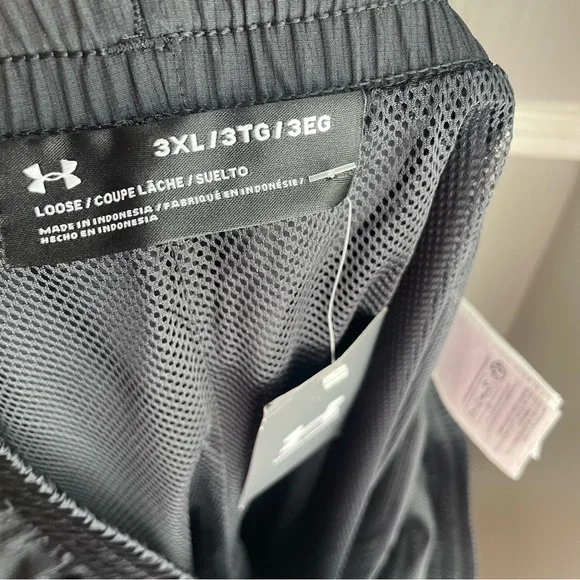 3XL/3TG/3EG
LOOSE / COUPE LÂCHE / SUELTO
MADE IN INDONESIA / FABRIQUÉ EN INDONÉSIE /
HECHO EN INDONESIA